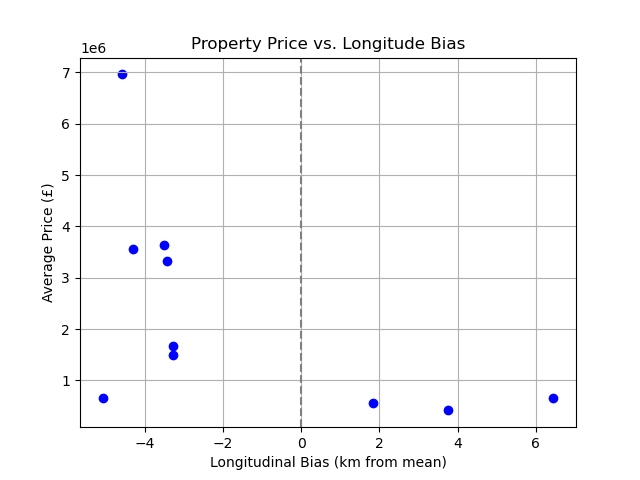 Property Price vs. Longitude Bias
1e6
7
6
5
4
3
2
1
Average Price (£)
−4 −2 0 2 4 6
Longitudinal Bias (km from mean)